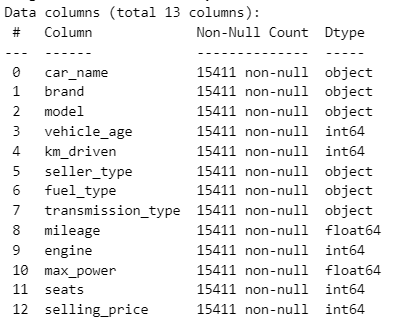 Data columns (total 13 columns):
 #   Column             Non-Null Count  Dtype
---  ------             --------------  -----
 0   car_name           15411 non-null  object
 1   brand              15411 non-null  object
 2   model              15411 non-null  object
 3   vehicle_age        15411 non-null  int64
 4   km_driven          15411 non-null  int64
 5   seller_type        15411 non-null  object
 6   fuel_type          15411 non-null  object
 7   transmission_type  15411 non-null  object
 8   mileage            15411 non-null  float64
 9   engine             15411 non-null  int64
 10  max_power          15411 non-null  float64
 11  seats              15411 non-null  int64
 12  selling_price      15411 non-null  int64